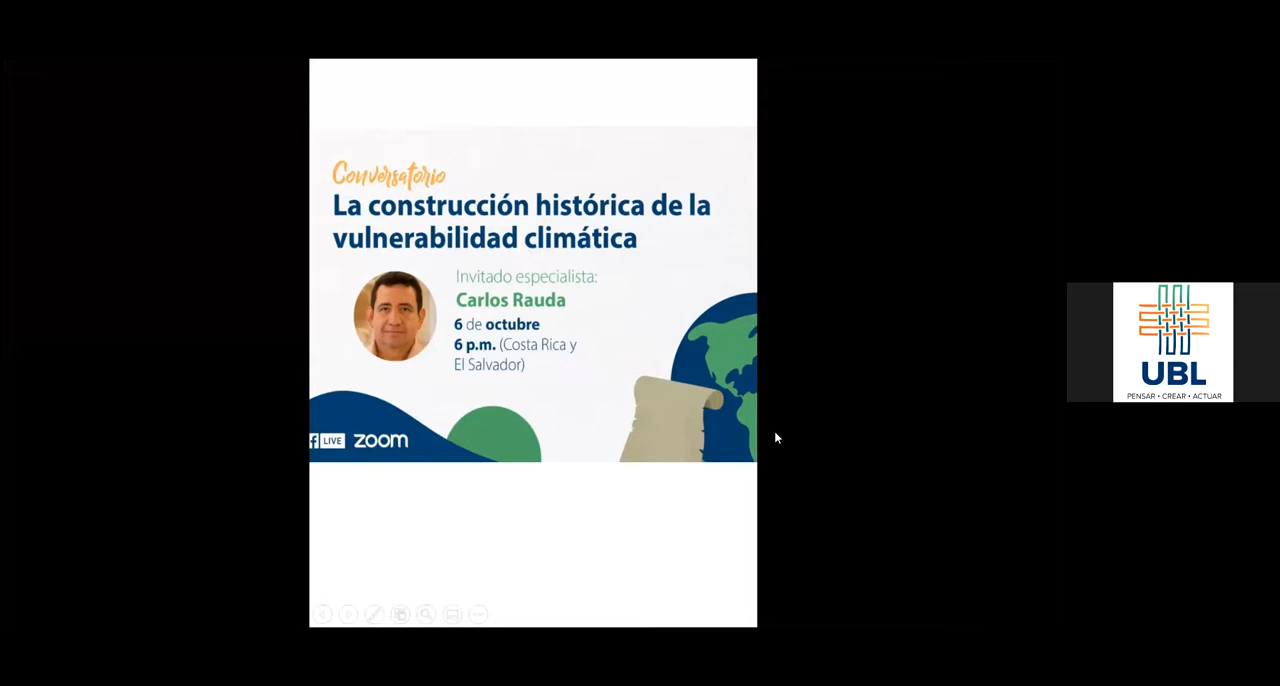 Conversatorio
La construcción histórica de la
vulnerabilidad climática
Invitado especialista:
Carlos Rauda
6 de octubre
6 p.m. (Costa Rica y
El Salvador)
f LIVE zoom
UBL
PENSAR • CREAR • ACTUAR